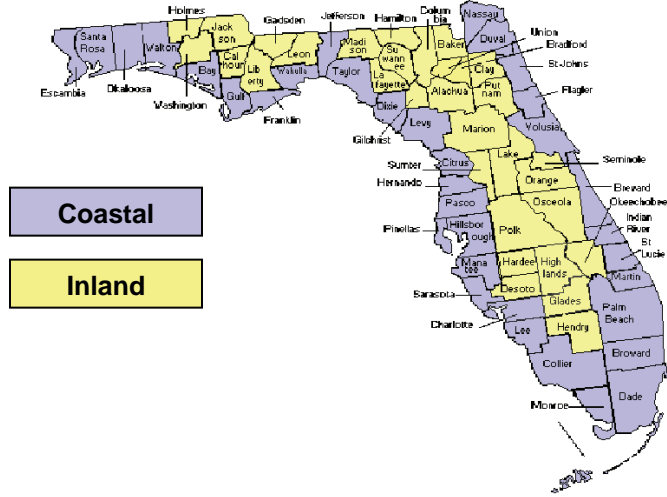 Holmes
Jack
son
Gadsden
Jefferson
Hamilton
Colum
bia
Nassau
Santa
Rosa
Walton
Leon
Madi
son
Su
wann
ee
Baker
Duval
Union
Bradford
Cal
houn
Bay
Lib
erty
Wakulla
Taylor
La
fayette
Clay
St Johns
Escambia
Okaloosa
Washington
Gulf
Franklin
Dixie
Alachua
Put
nam
Flagler
Gilchrist
Levy
Marion
Volusia
Sumter
Citrus
Lake
Seminole
Hernando
Orange
Brevard
Pasco
Osceola
Okeechobee
Coastal
Pinellas
Hillsbor
ough
Polk
Indian
River
St
Lucie
Inland
Mana
tee
Hardee
High
lands
Martin
Sarasota
Desoto
Glades
Palm
Beach
Charlotte
Lee
Hendry
Collier
Broward
Monroe
Dade